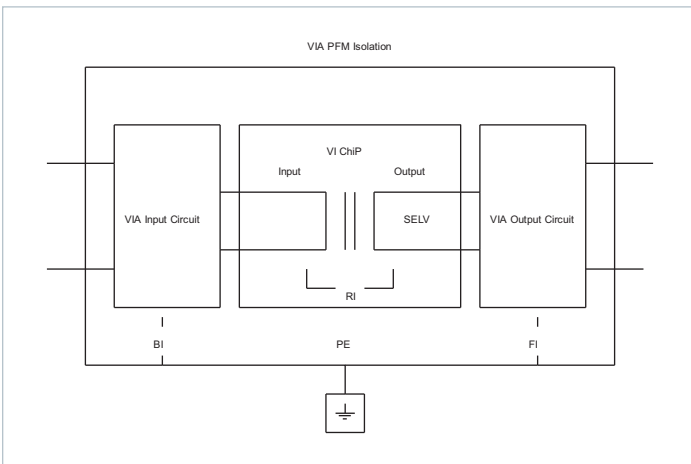 VIA PFM Isolation
VI ChiP
Input
Output
VIA Input Circuit
SELV
VIA Output Circuit
RI
BI
PE
FI